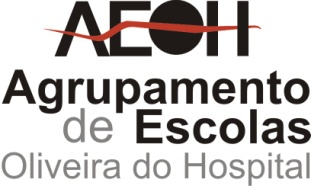 AEOH
Agrupamento
de Escolas
Oliveira do Hospital